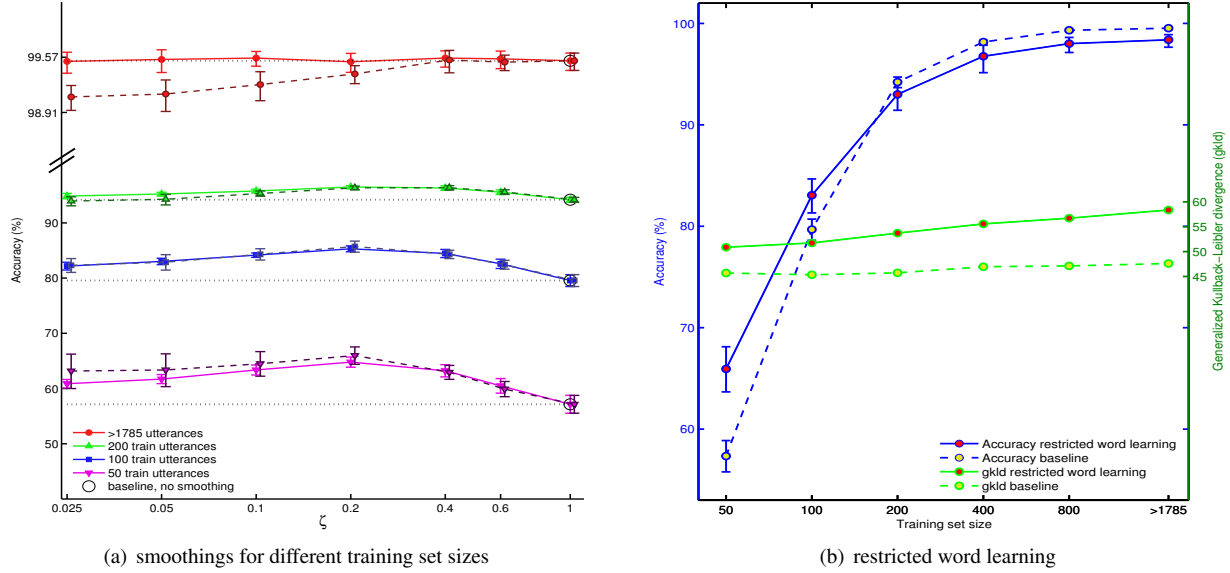 99.57
98.91
90
80
70
60
50
Accuracy (%)
>1785 utterances
200 train utterances
100 train utterances
50 train utterances
baseline, no smoothing
0.025
0.05
0.1
0.2
0.4
0.6
1
ζ
(a) smoothings for different training set sizes
100
90
80
70
60
Accuracy (%)
60
55
50
45
Generalized Kullback−Leibler divergence (gkld)
Accuracy restricted word learning
Accuracy baseline
gkld restricted word learning
gkld baseline
50
100
200
400
800
>1785
Training set size
(b) restricted word learning